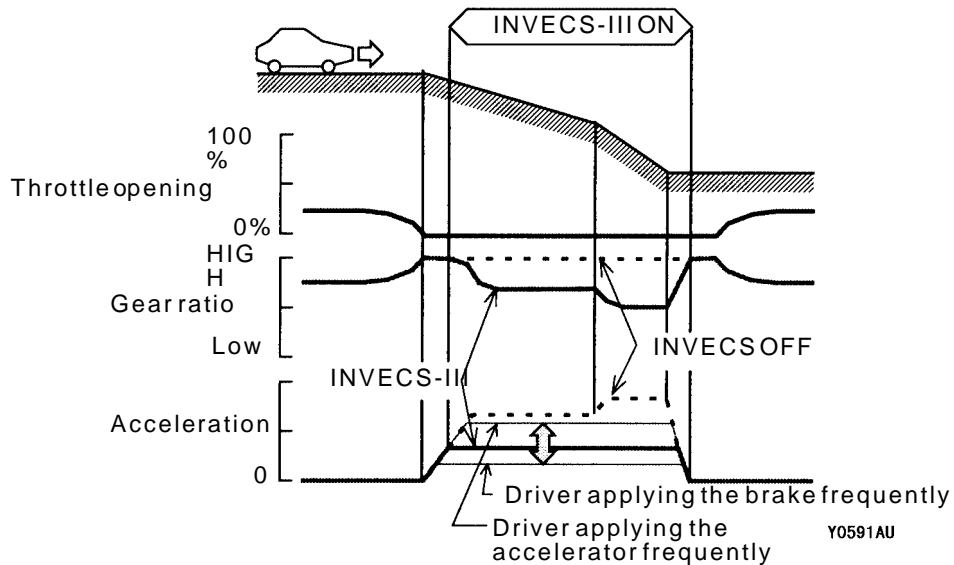 INVECS-III ON
100
%
Throttle opening
0%
HIG
H
Gear ratio
Low
INVECS OFF
INVECS-III
Acceleration
0
Driver applying the brake frequently
Driver applying the
accelerator frequently
Y0591AU